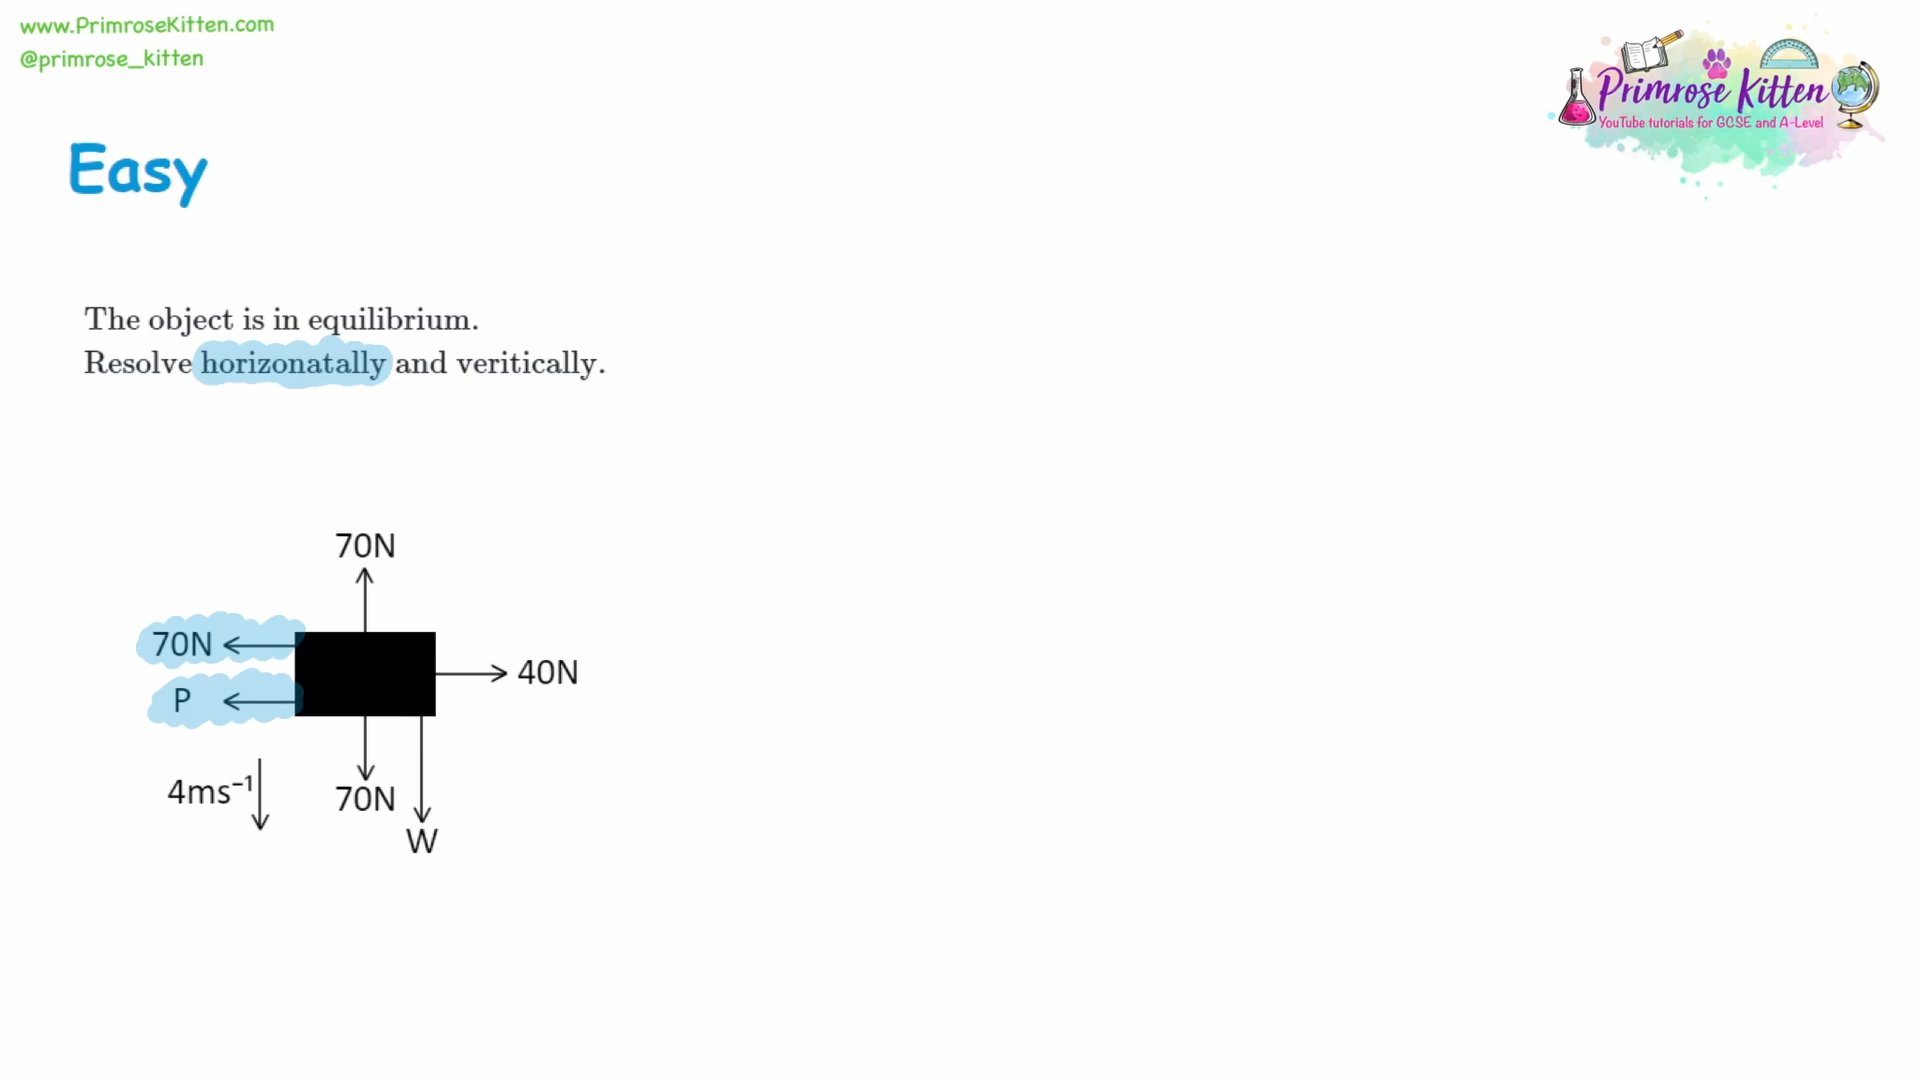 www.PrimroseKitten.com
@primrose_kitten
Primrose Kitten
YouTube tutorials for GCSE and A-Level
Easy
The object is in equilibrium.
Resolve horizonatally and veritically.
70N
70N
40N
P
4ms⁻¹
70N
W